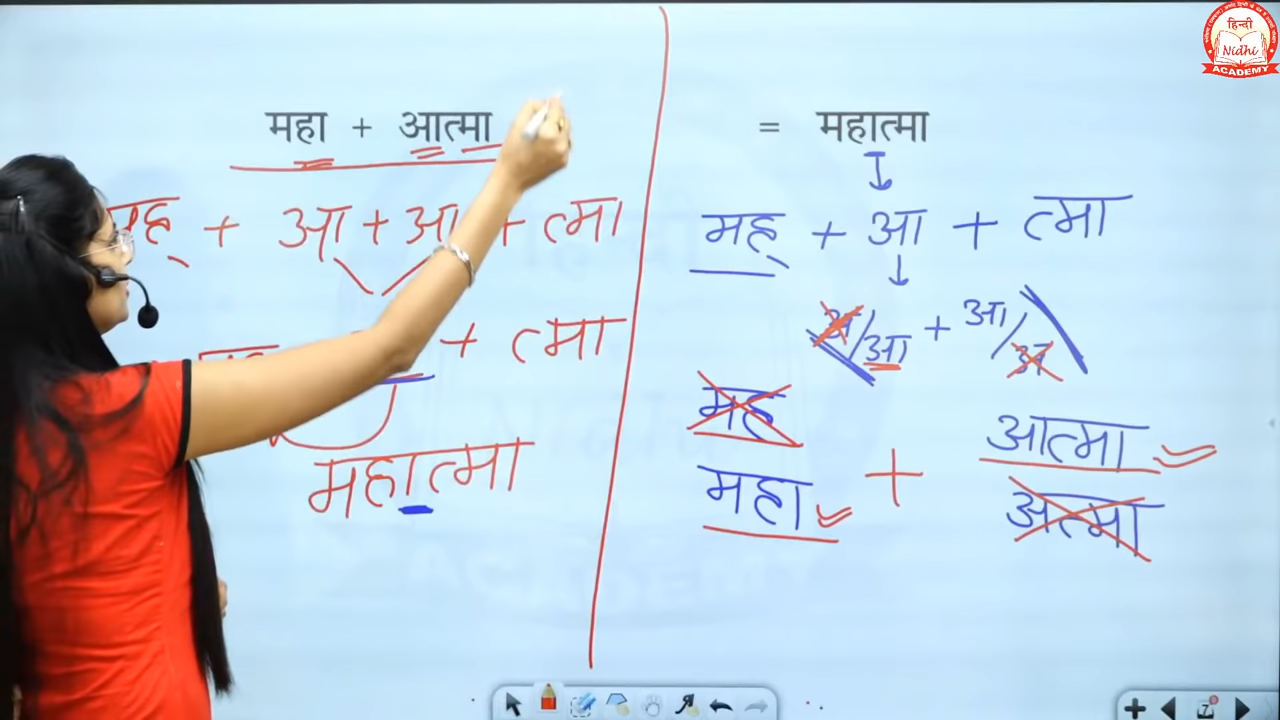 हिन्दी
Nidhi
ACADEMY
महा + आत्मा = महात्मा
मह् + आ + आ + त्मा
मह् + आ + त्मा
+ त्मा
अ/आ + आ/अ
मह
आत्मा
महात्मा
महा + अत्मा